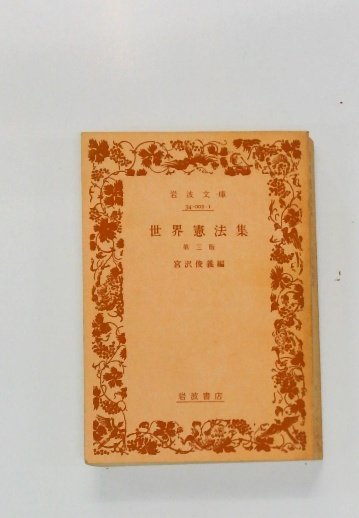 岩波文庫
34-002-1
世界憲法集
第三版
宮沢俊義編
岩波書店